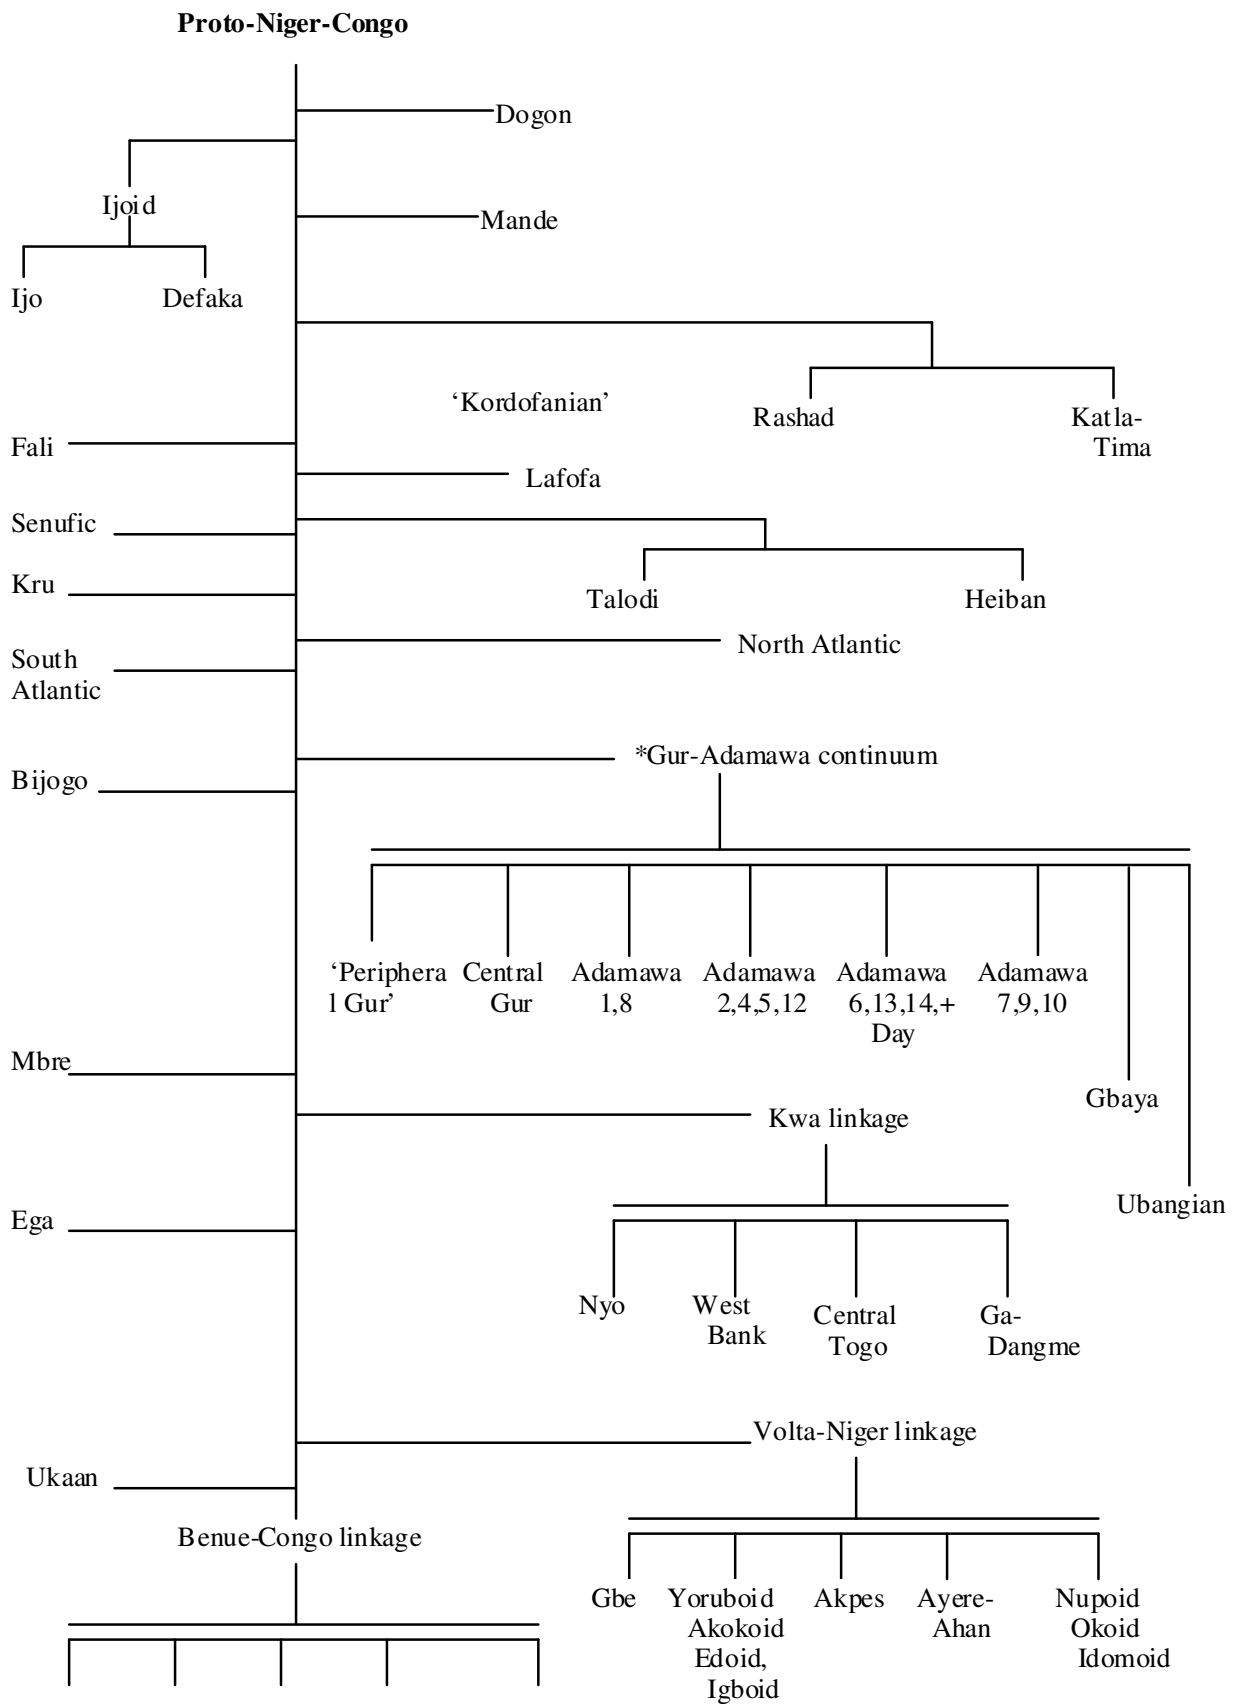 Proto-Niger-Congo
Dogon
Ijoid
Mande
Ijo
Defaka
‘Kordofanian’
Rashad
Katla-
Tima
Fali
Lafofa
Senufic
Kru
Talodi
Heiban
North Atlantic
South
Atlantic
*Gur-Adamawa continuum
Bijogo
‘Periphera
l Gur’
Central
Gur
Adamawa
1,8
Adamawa
2,4,5,12
Adamawa
6,13,14,+
Day
Adamawa
7,9,10
Mbre
Gbaya
Kwa linkage
Ubangian
Ega
Nyo
West
Bank
Central
Togo
Ga-
Dangme
Volta-Niger linkage
Ukaan
Benue-Congo linkage
Gbe
Yoruboid
Akokoid
Edoid,
Igboid
Akpes
Ayere-
Ahan
Nupoid
Okoid
Idomoid